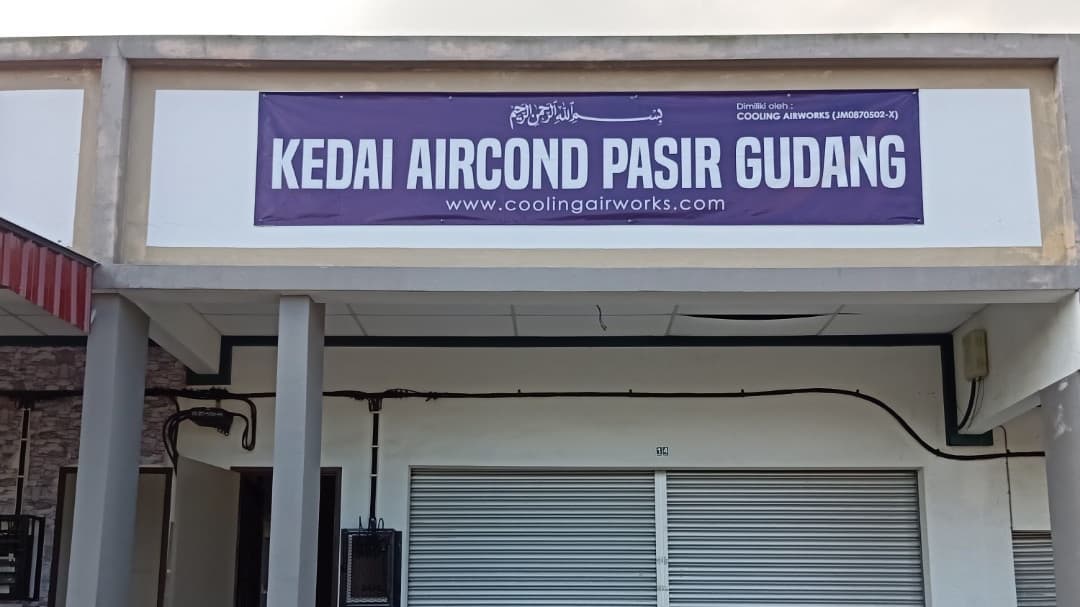 بسم الله الرحمن الرحيم
Dimiliki oleh :
COOLING AIRWORKS (JM0870502-X)
KEDAI AIRCOND PASIR GUDANG
www.coolingairworks.com
14